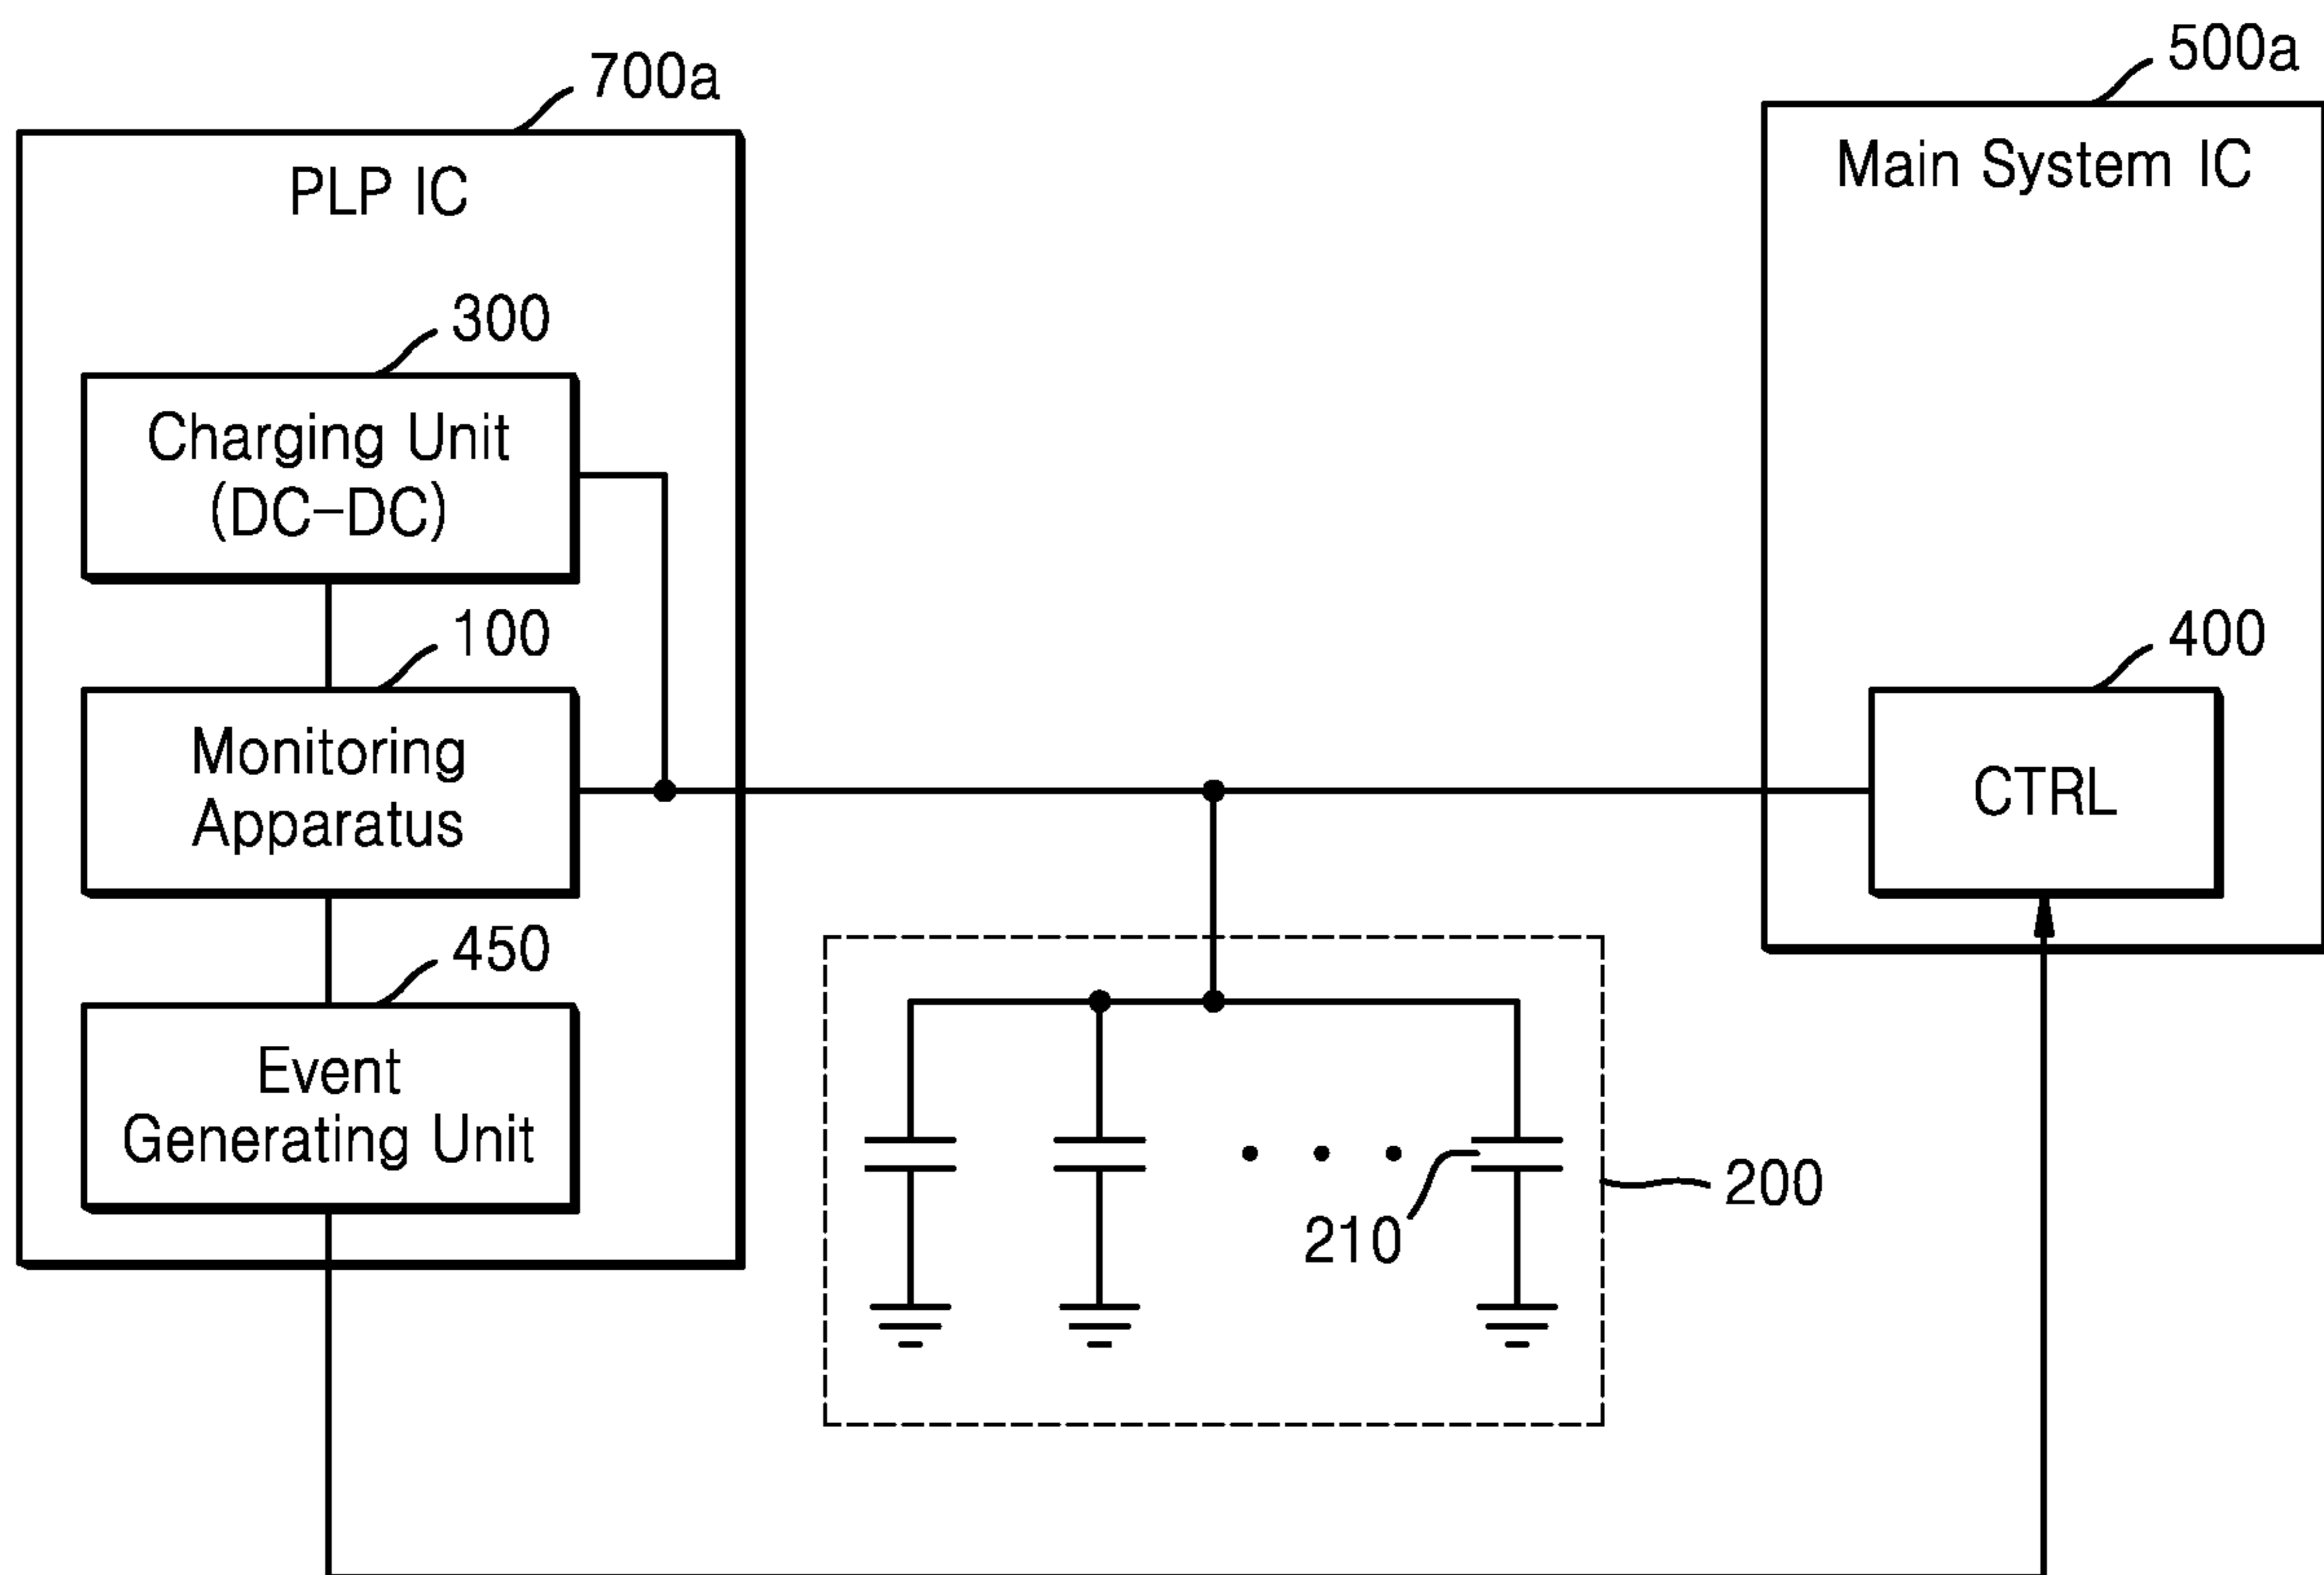 700a
500a
PLP IC
Main System IC
300
Charging Unit
(DC-DC)
100
400
Monitoring
Apparatus
CTRL
450
Event
Generating Unit
210
200